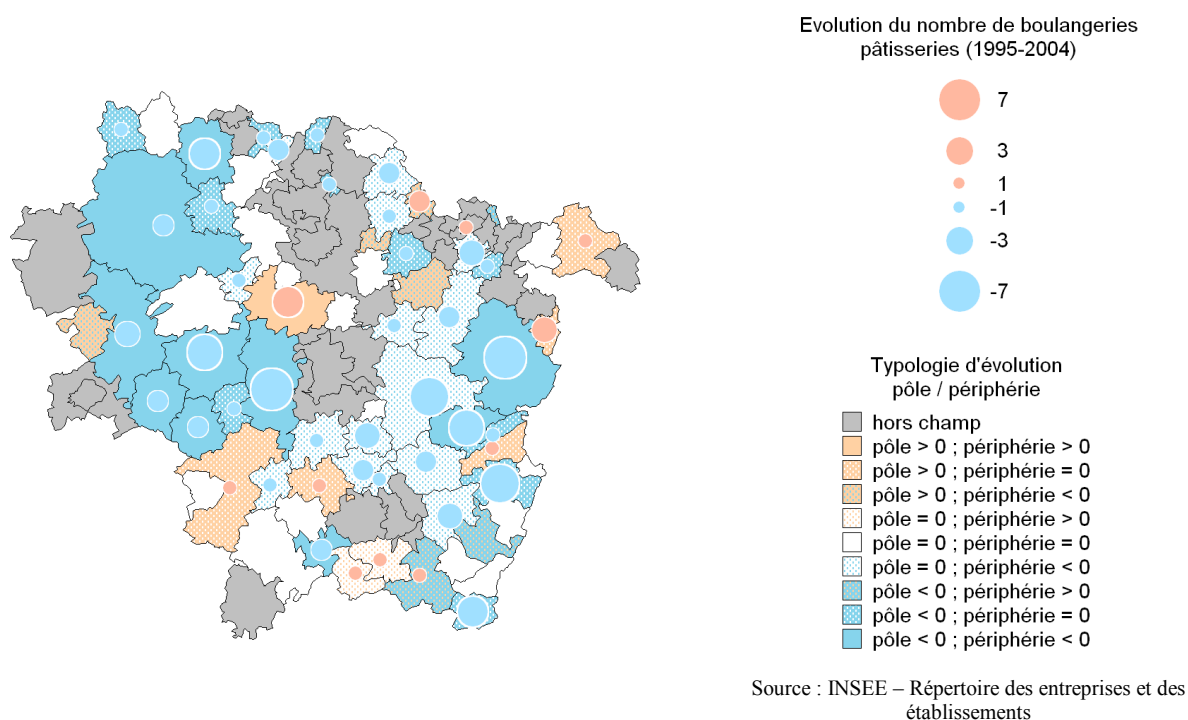 Evolution du nombre de boulangeries
pâtisseries (1995-2004)
7
3
1
-1
-3
-7
Typologie d'évolution
pôle / périphérie
hors champ
pôle > 0 ; périphérie > 0
pôle > 0 ; périphérie = 0
pôle > 0 ; périphérie < 0
pôle = 0 ; périphérie > 0
pôle = 0 ; périphérie = 0
pôle = 0 ; périphérie < 0
pôle < 0 ; périphérie > 0
pôle < 0 ; périphérie = 0
pôle < 0 ; périphérie < 0
Source : INSEE – Répertoire des entreprises et des
établissements